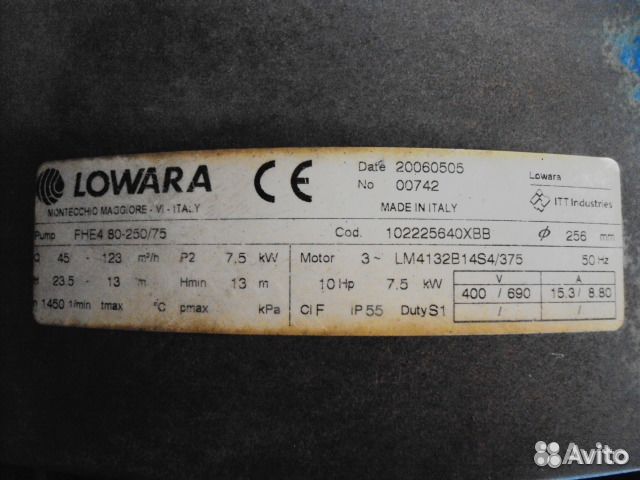 LOWARA
MONTECCHIO MAGGIORE - VI - ITALY
CE
Date 20060505
No 00742
MADE IN ITALY
Lowara
ITT Industries
Pump FHE4 80-250/75 Cod. 102225640XBB ϕ 256 mm
Q 45 - 123 m³/h P2 7,5 kW
H 23.5 - 13 m Hmin 13 m
n 1450 1/min tmax °C pmax kPa
Motor 3~ LM4132B14S4/375 50 Hz
10 Hp 7,5 kW
V A
400 / 690 15.3 / 8.80
Cl F IP 55 Duty S1
/ /
/ /
Avito